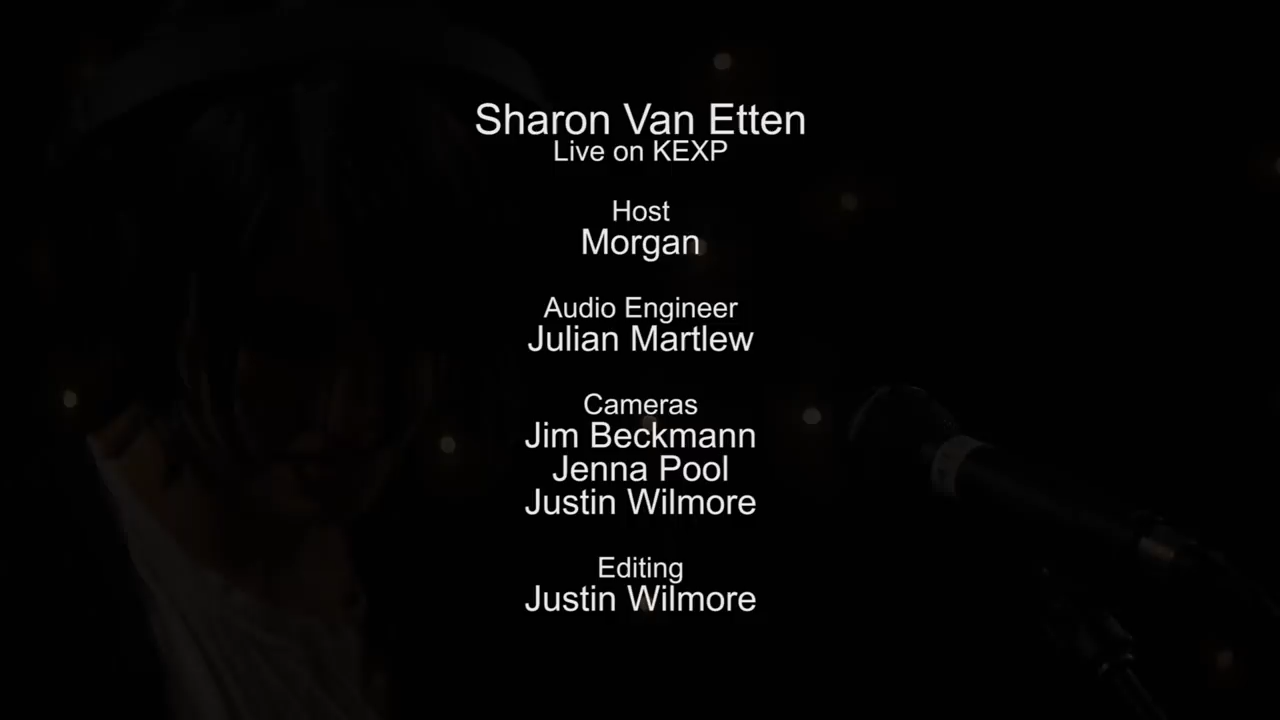 Sharon Van Etten
Live on KEXP
Host
Morgan
Audio Engineer
Julian Martlew
Cameras
Jim Beckmann
Jenna Pool
Justin Wilmore
Editing
Justin Wilmore